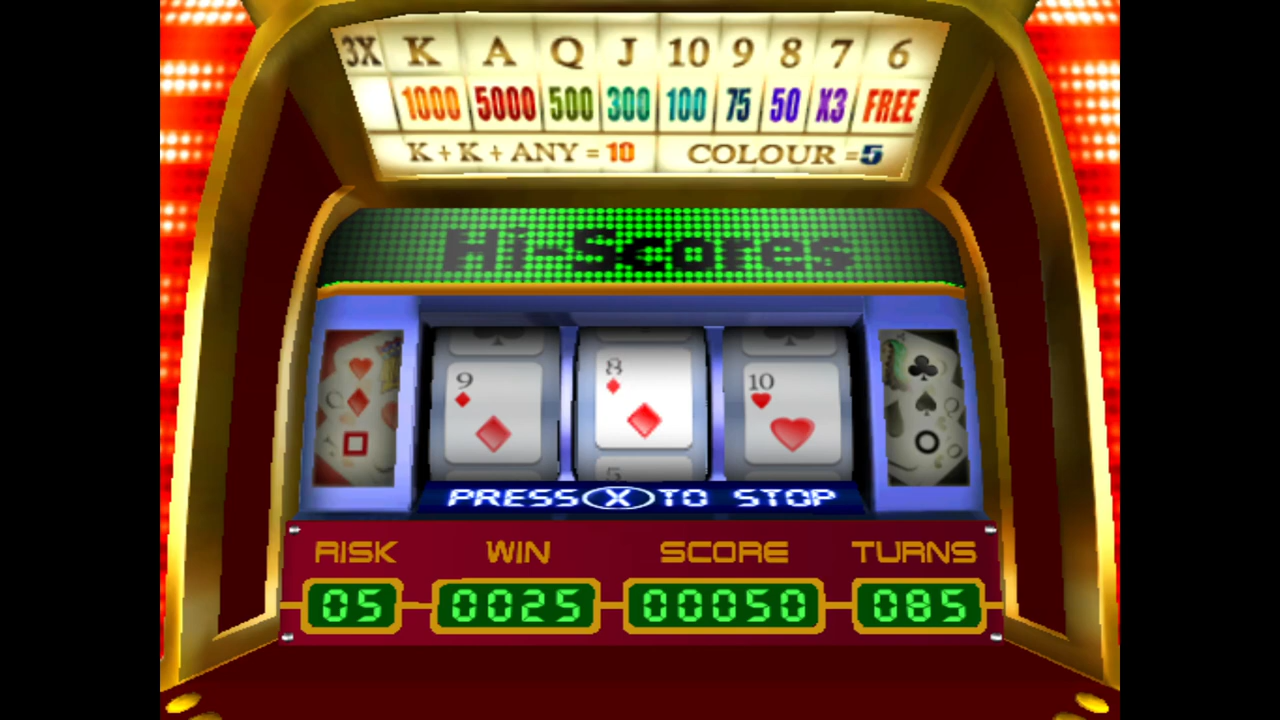 3X K A Q J 10 9 8 7 6
1000 5000 500 300 100 75 50 X3 FREE
K + K + ANY = 10 COLOUR = 5
Hi-Scores
9 8 10
5
PRESS X TO STOP
RISK WIN SCORE TURNS
05 0025 00050 085